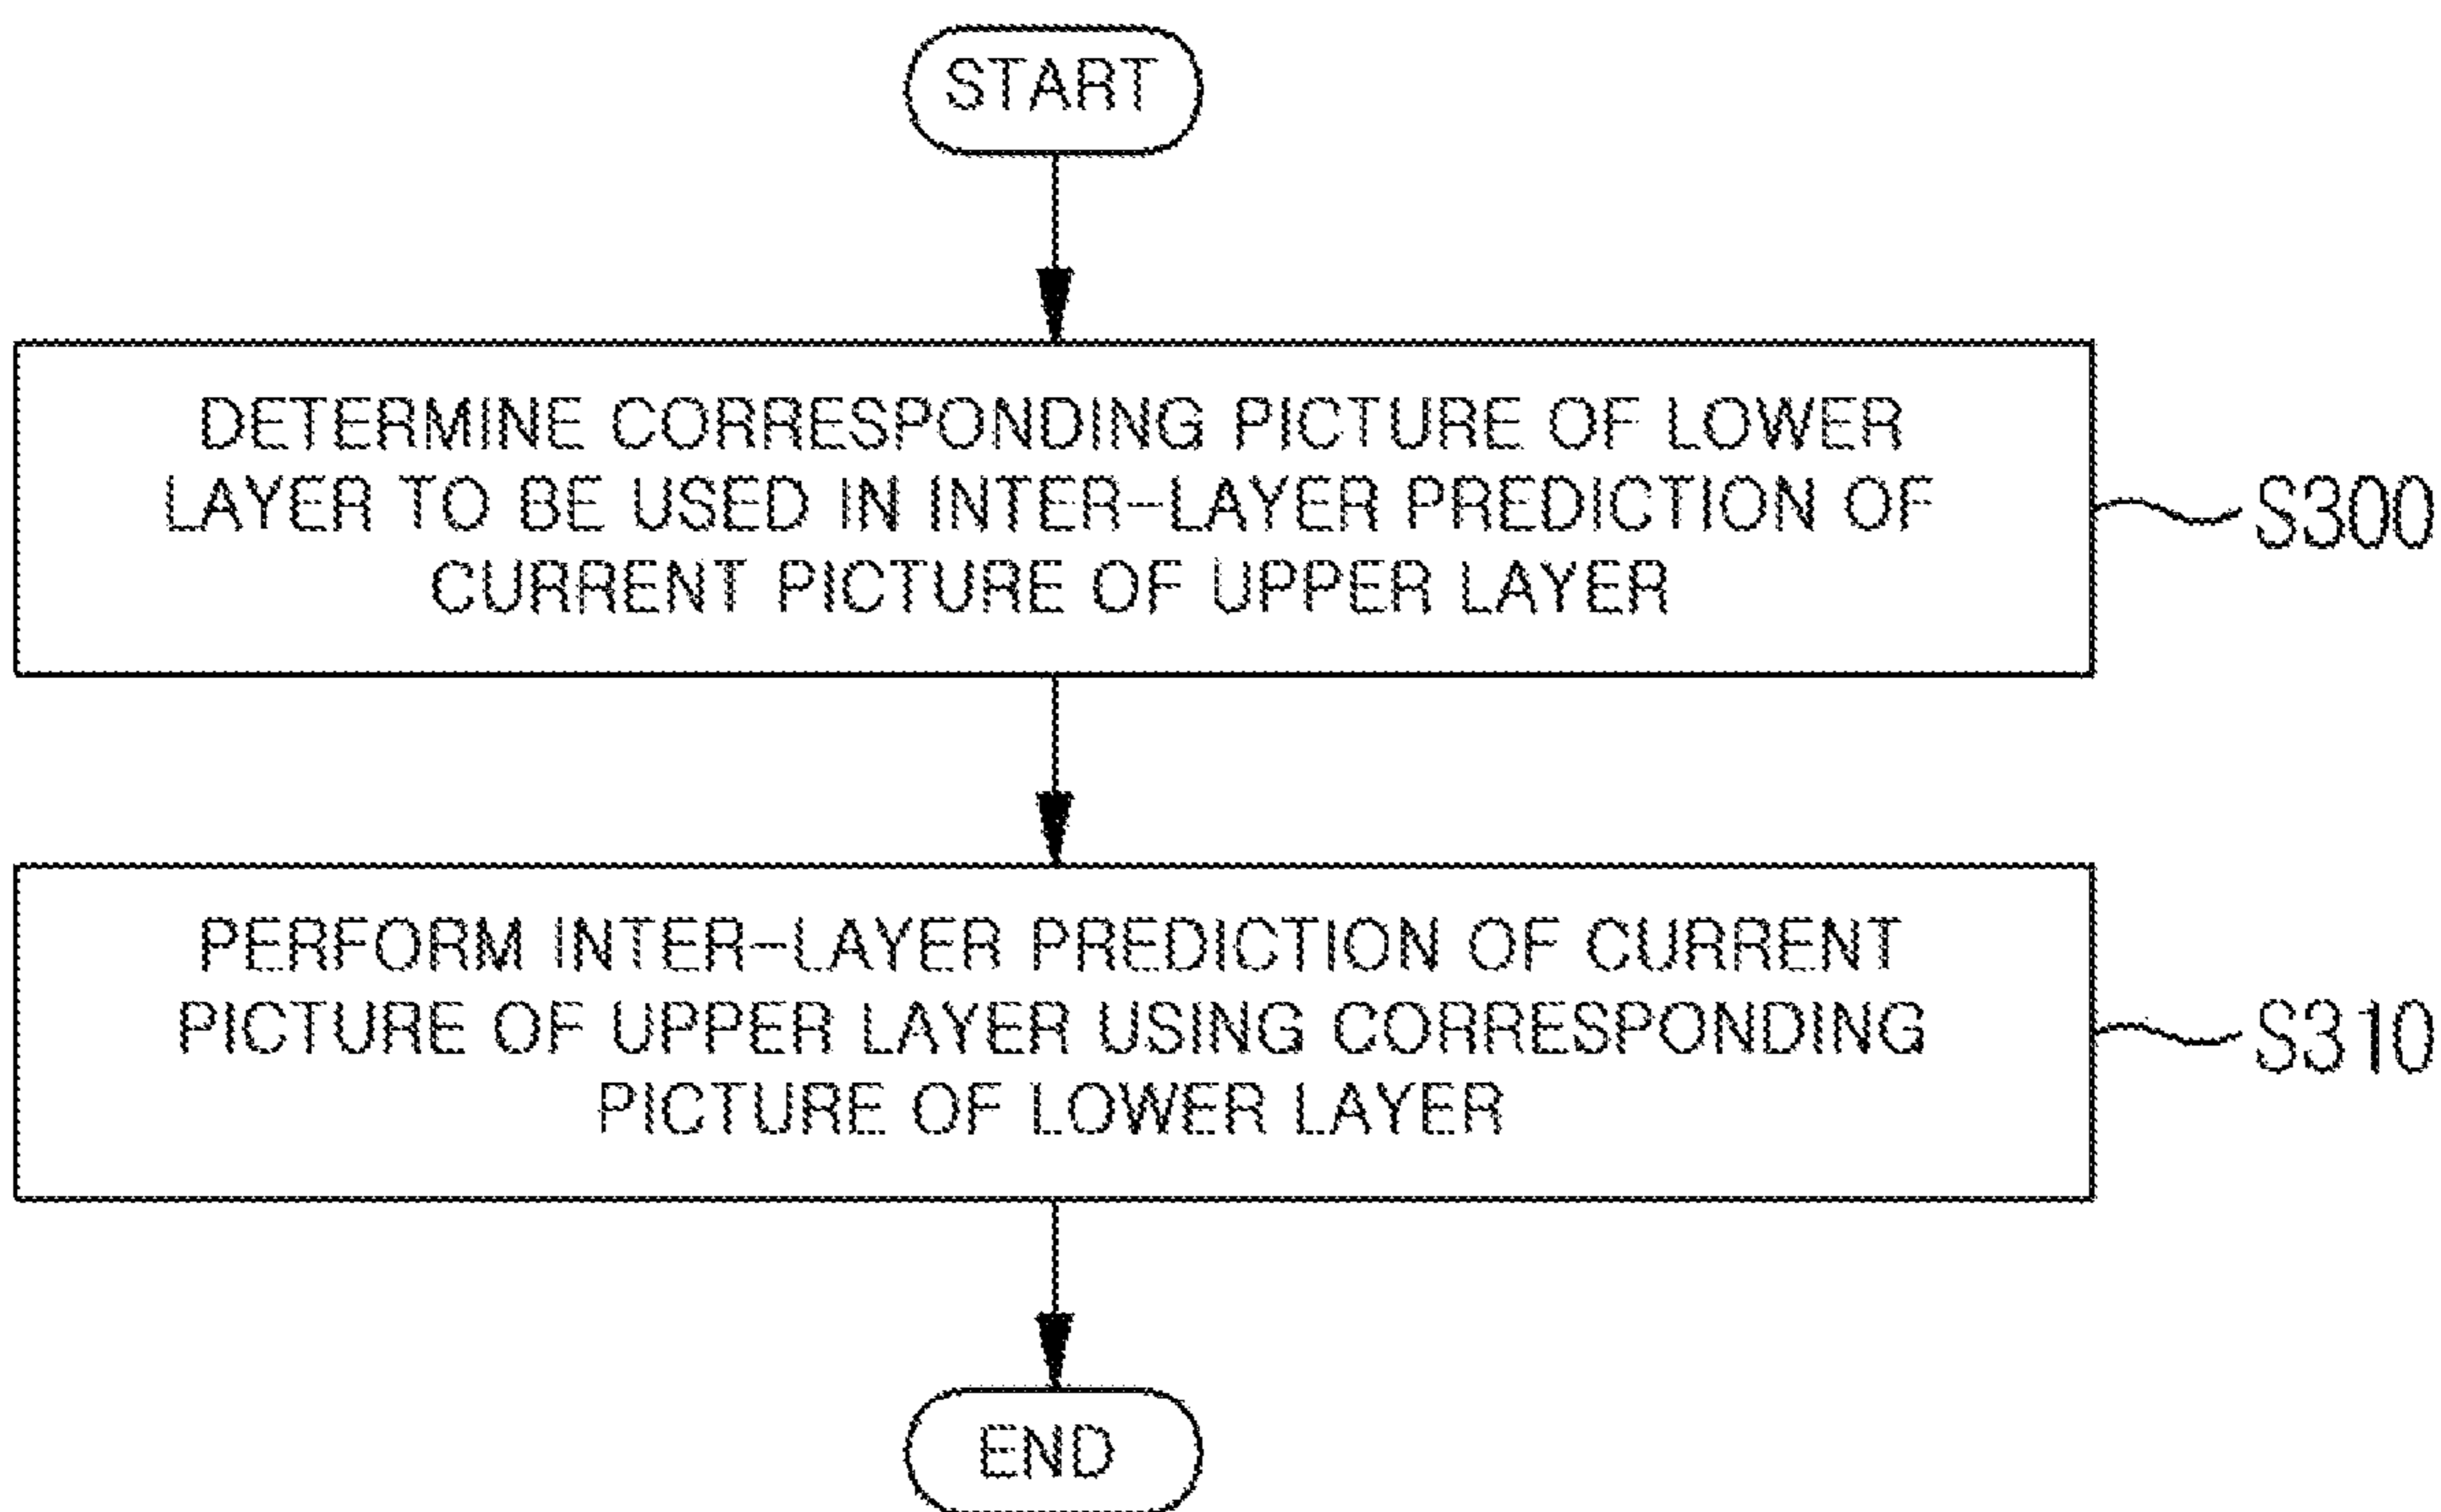 START
DETERMINE CORRESPONDING PICTURE OF LOWER
LAYER TO BE USED IN INTER-LAYER PREDICTION OF
CURRENT PICTURE OF UPPER LAYER
S300
PERFORM INTER-LAYER PREDICTION OF CURRENT
PICTURE OF UPPER LAYER USING CORRESPONDING
PICTURE OF LOWER LAYER
S310
END